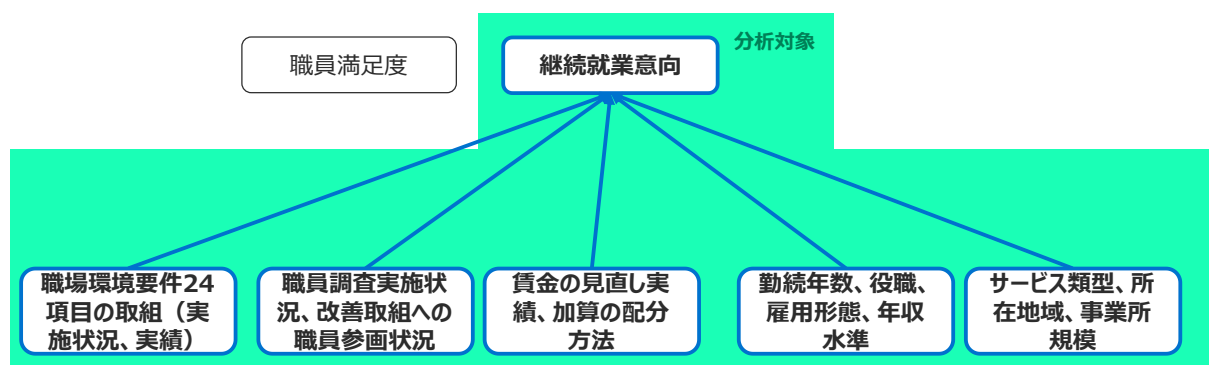 分析対象
職員満足度
継続就業意向
職場環境要件24
項目の取組（実
施状況、実績）
職員調査実施状
況、改善取組への
職員参画状況
賃金の見直し実
績、加算の配分
方法
勤続年数、役職、
雇用形態、年収
水準
サービス類型、所
在地域、事業所
規模